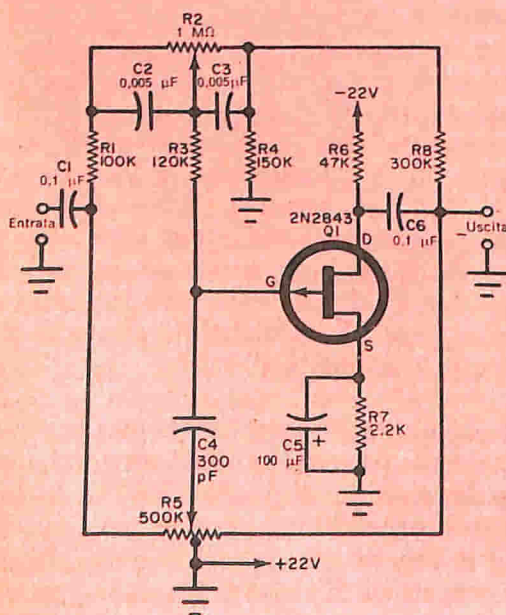 R2
1 MΩ
C2
0,005 µF
C3
0,005µF
R1
100K
R3
120K
R4
150K
-22V
R6
47K
R8
300K
C1
0,1 µF
Entrata
2N2843
Q1
D
C6
0,1 µF
Uscita
G
S
C4
300
pF
C5
100 µF
+
R7
2.2K
R5
500K
+22V